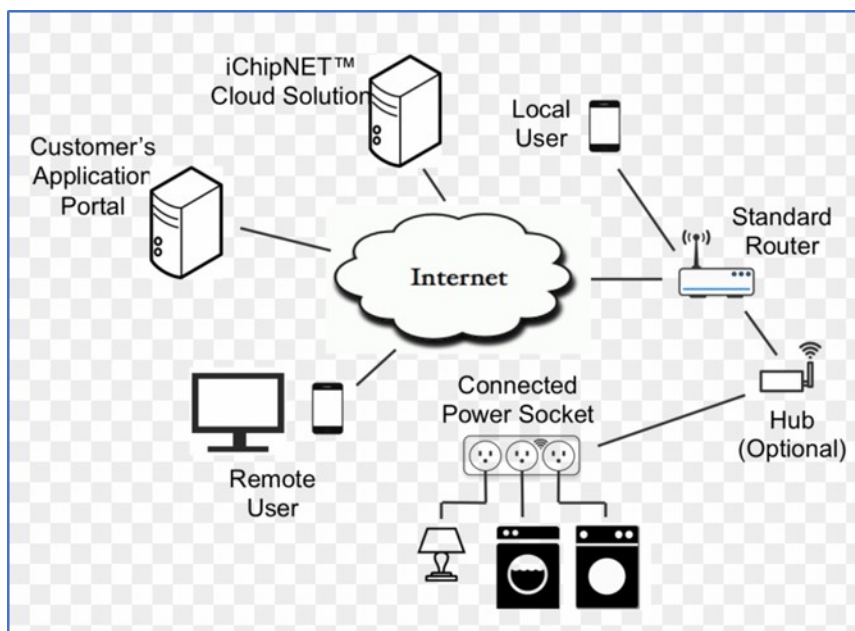 iChipNET™
Cloud Solution
Local
User
Customer's
Application
Portal
Standard
Router
Internet
Connected
Power Socket
Hub
(Optional)
Remote
User